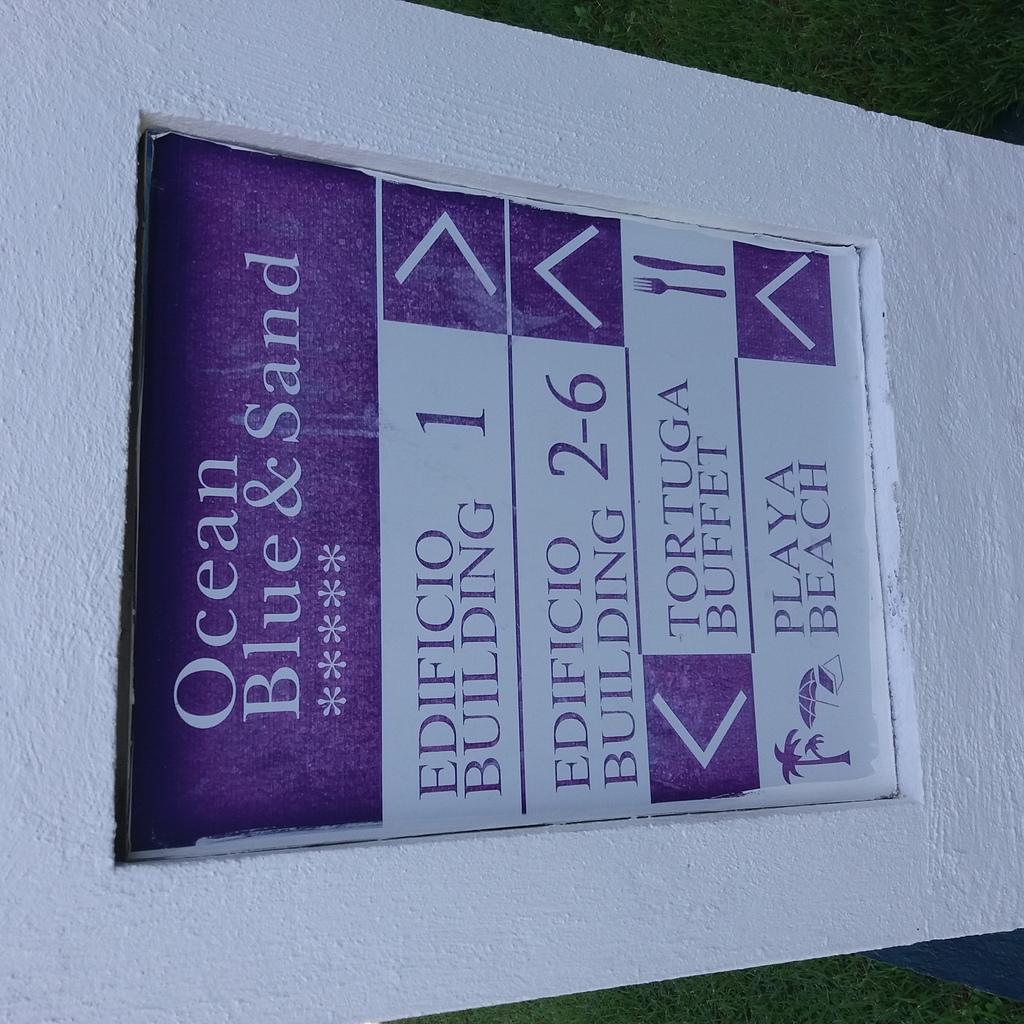 Ocean
Blue & Sand
*****
EDIFICIO
BUILDING 1
EDIFICIO
BUILDING 2-6
TORTUGA
BUFFET
PLAYA
BEACH